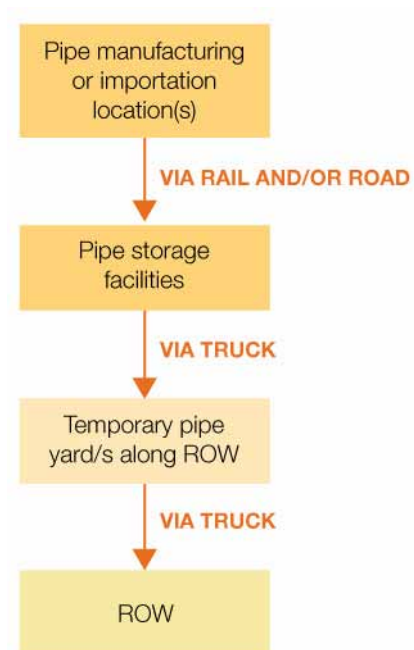 Pipe manufacturing
or importation
location(s)
VIA RAIL AND/OR ROAD
Pipe storage
facilities
VIA TRUCK
Temporary pipe
yard/s along ROW
VIA TRUCK
ROW